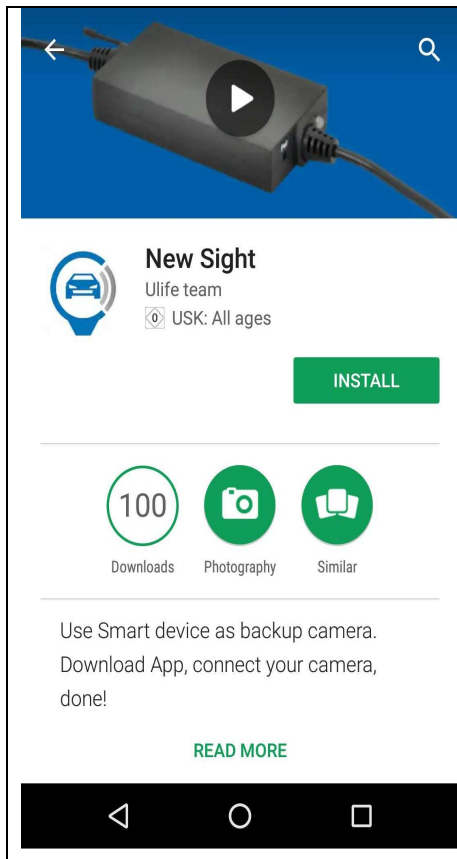 New Sight
Ulife team
0 USK: All ages
INSTALL
100
Downloads Photography Similar
Use Smart device as backup camera.
Download App, connect your camera,
done!
READ MORE